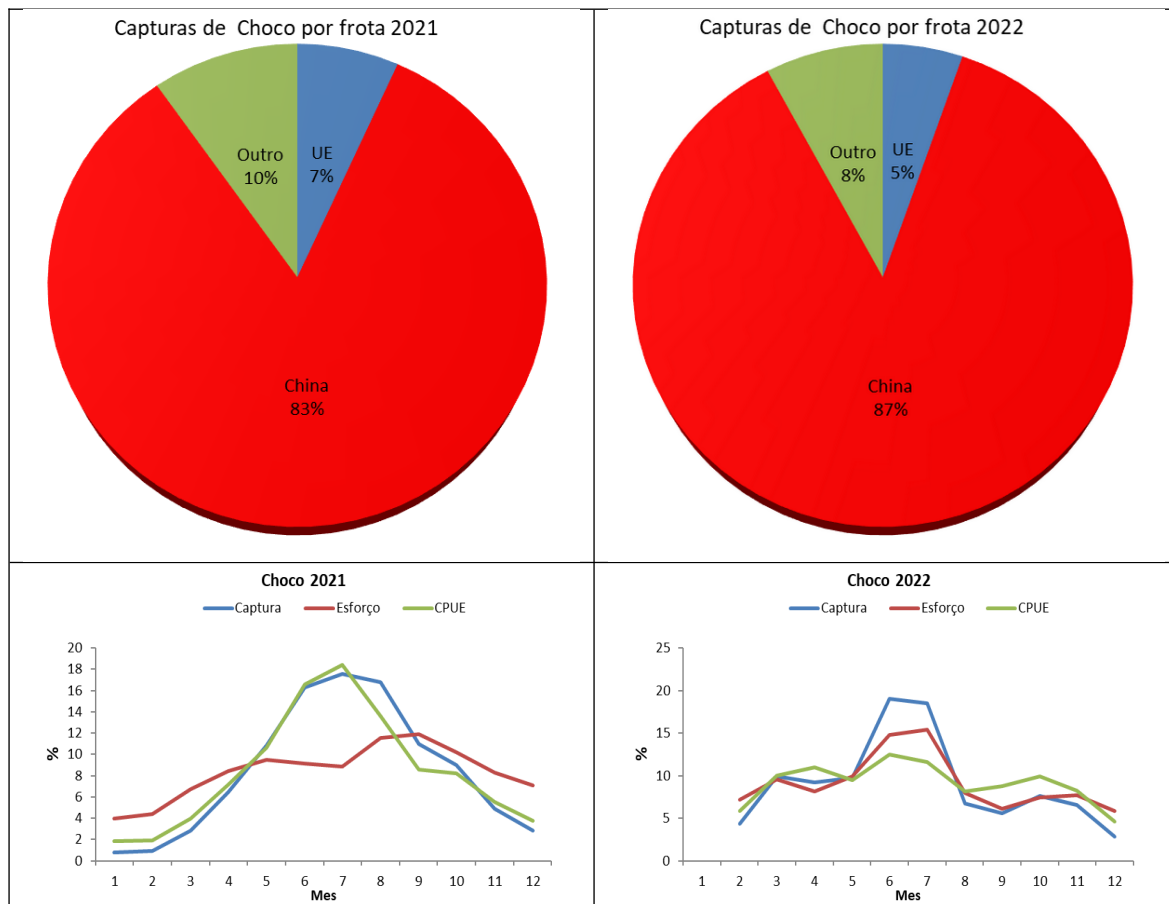 Capturas de Choco por frota 2021
Outro
10%
UE
7%
China
83%
Capturas de Choco por frota 2022
Outro
8%
UE
5%
China
87%
Choco 2021
Captura Esforço CPUE
%
20
18
16
14
12
10
8
6
4
2
0
1 2 3 4 5 6 7 8 9 10 11 12
Mes
Choco 2022
Captura Esforço CPUE
%
25
20
15
10
5
0
1 2 3 4 5 6 7 8 9 10 11 12
Mes